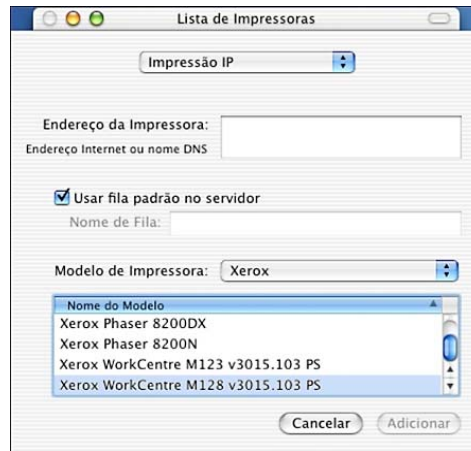 Lista de Impressoras
Impressão IP
Endereço da Impressora:
Endereço Internet ou nome DNS
Usar fila padrão no servidor
Nome de Fila:
Modelo de Impressora: Xerox
Nome do Modelo
Xerox Phaser 8200DX
Xerox Phaser 8200N
Xerox WorkCentre M123 v3015.103 PS
Xerox WorkCentre M128 v3015.103 PS
Cancelar Adicionar